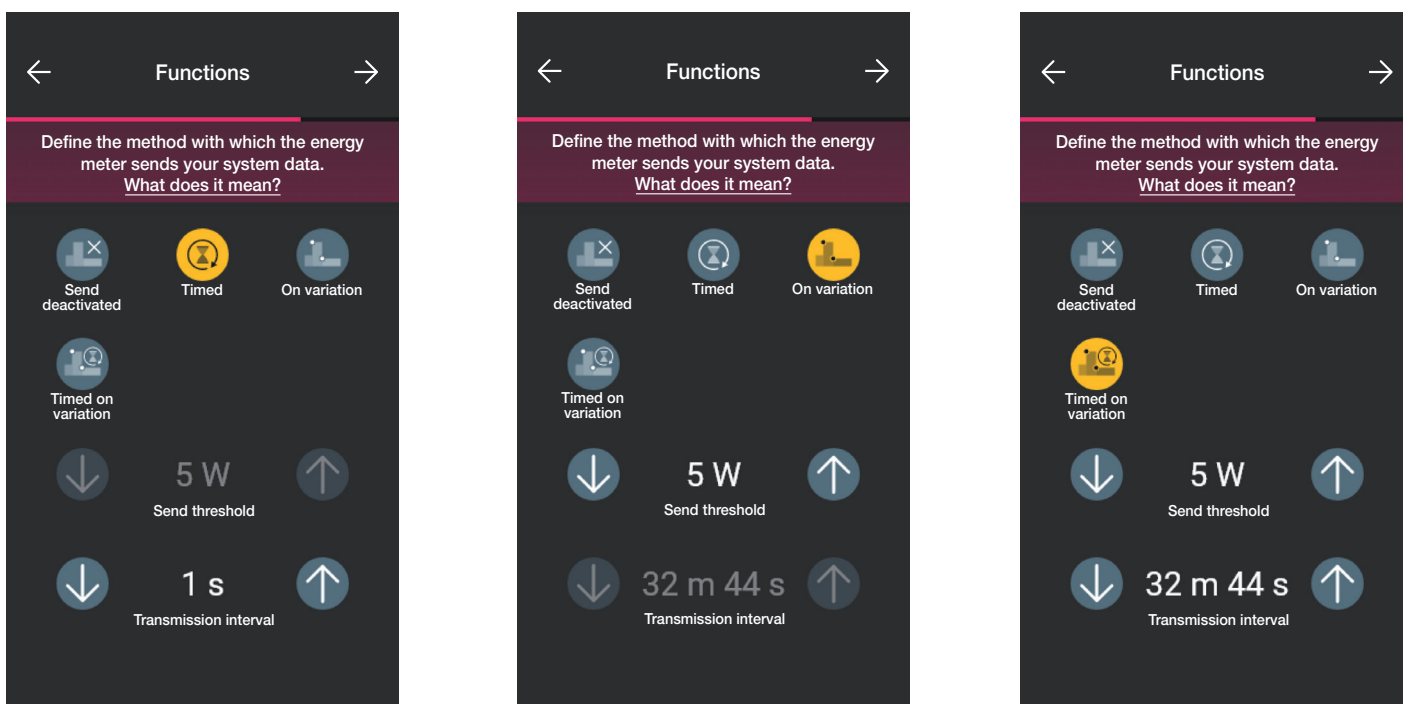 Functions
Define the method with which the energy
meter sends your system data.
What does it mean?
Send
deactivated
Timed
On variation
Timed on
variation
5 W
Send threshold
1 s
Transmission interval
Functions
Define the method with which the energy
meter sends your system data.
What does it mean?
Send
deactivated
Timed
On variation
Timed on
variation
5 W
Send threshold
32 m 44 s
Transmission interval
Functions
Define the method with which the energy
meter sends your system data.
What does it mean?
Send
deactivated
Timed
On variation
Timed on
variation
5 W
Send threshold
32 m 44 s
Transmission interval